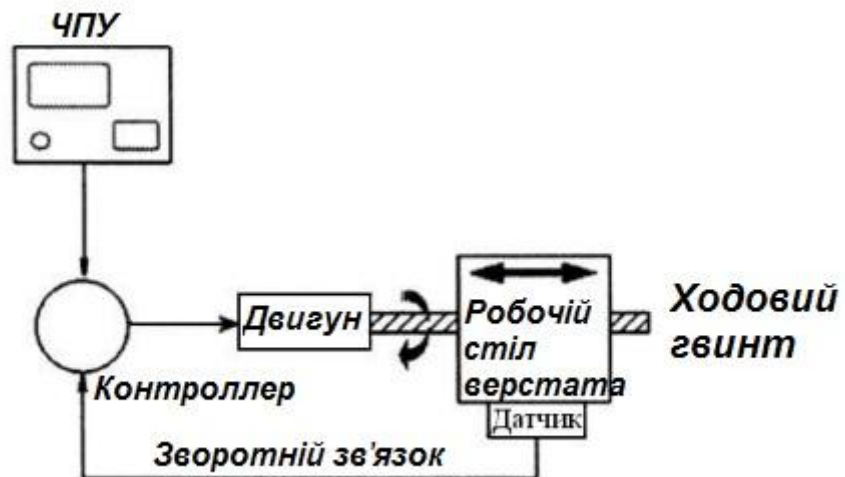 ЧПУ
Двигун
Робочій
стіл
верстата
Ходовий
гвинт
Контроллер
Датчик
Зворотній зв'язок